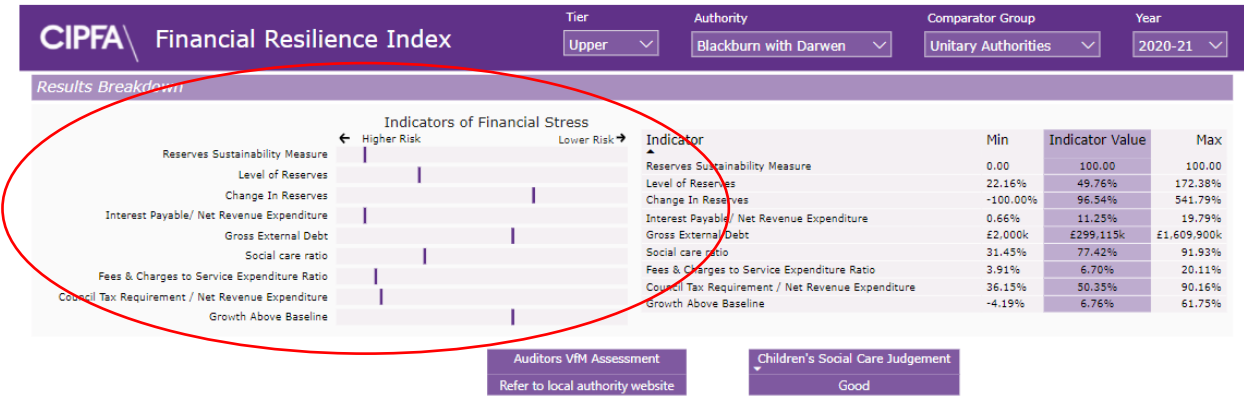 CIPFA\ Financial Resilience Index
Tier
Upper
Authority
Blackburn with Darwen
Comparator Group
Unitary Authorities
Year
2020-21
Results Breakdown
Indicators of Financial Stress
← Higher Risk Lower Risk →
Reserves Sustainability Measure
Level of Reserves
Change In Reserves
Interest Payable/ Net Revenue Expenditure
Gross External Debt
Social care ratio
Fees & Charges to Service Expenditure Ratio
Council Tax Requirement / Net Revenue Expenditure
Growth Above Baseline
Indicator Min Indicator Value Max
Reserves Sustainability Measure 0.00 100.00 100.00
Level of Reserves 22.16% 49.76% 172.38%
Change In Reserves -100.00% 96.54% 541.79%
Interest Payable/ Net Revenue Expenditure 0.66% 11.25% 19.79%
Gross External Debt £2,000k £299,115k £1,609,900k
Social care ratio 31.45% 77.42% 91.93%
Fees & Charges to Service Expenditure Ratio 3.91% 6.70% 20.11%
Council Tax Requirement / Net Revenue Expenditure 36.15% 50.35% 90.16%
Growth Above Baseline -4.19% 6.76% 61.75%
Auditors VfM Assessment
Refer to local authority website
Children's Social Care Judgement
Good